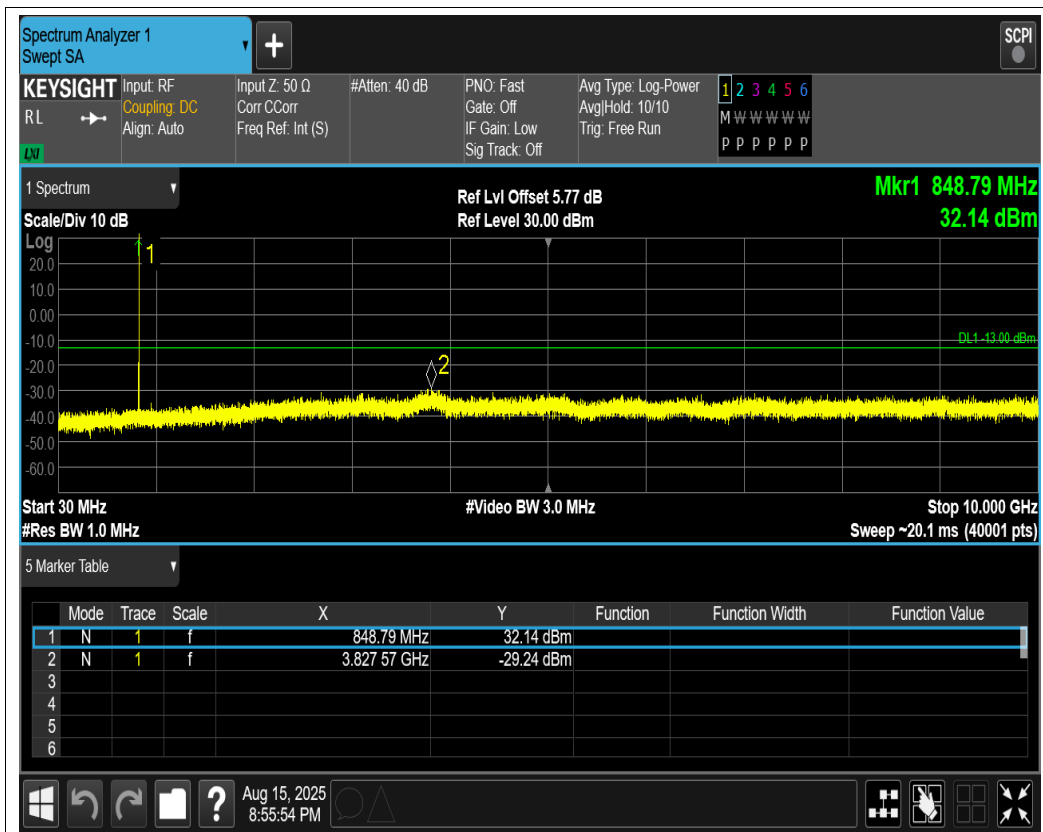 Spectrum Analyzer 1
Swept SA
+
SCPI
KEYSIGHT
RL
LXI
Input: RF
Coupling: DC
Align: Auto
Input Z: 50 Ω
Corr CCorr
Freq Ref: Int (S)
#Atten: 40 dB
PNO: Fast
Gate: Off
IF Gain: Low
Sig Track: Off
Avg Type: Log-Power
Avg|Hold: 10/10
Trig: Free Run
1 2 3 4 5 6
M W W W W W
P P P P P P
1 Spectrum
Scale/Div 10 dB
Ref Lvl Offset 5.77 dB
Ref Level 30.00 dBm
Mkr1 848.79 MHz
32.14 dBm
Log
20.0
10.0
0.00
-10.0
-20.0
-30.0
-40.0
-50.0
-60.0
1
2
DL1 -13.00 dBm
Start 30 MHz
#Res BW 1.0 MHz
#Video BW 3.0 MHz
Stop 10.000 GHz
Sweep ~20.1 ms (40001 pts)
5 Marker Table
Mode Trace Scale X Y Function Function Width Function Value
1 N 1 f 848.79 MHz 32.14 dBm
2 N 1 f 3.827 57 GHz -29.24 dBm
3
4
5
6
?
Aug 15, 2025
8:55:54 PM